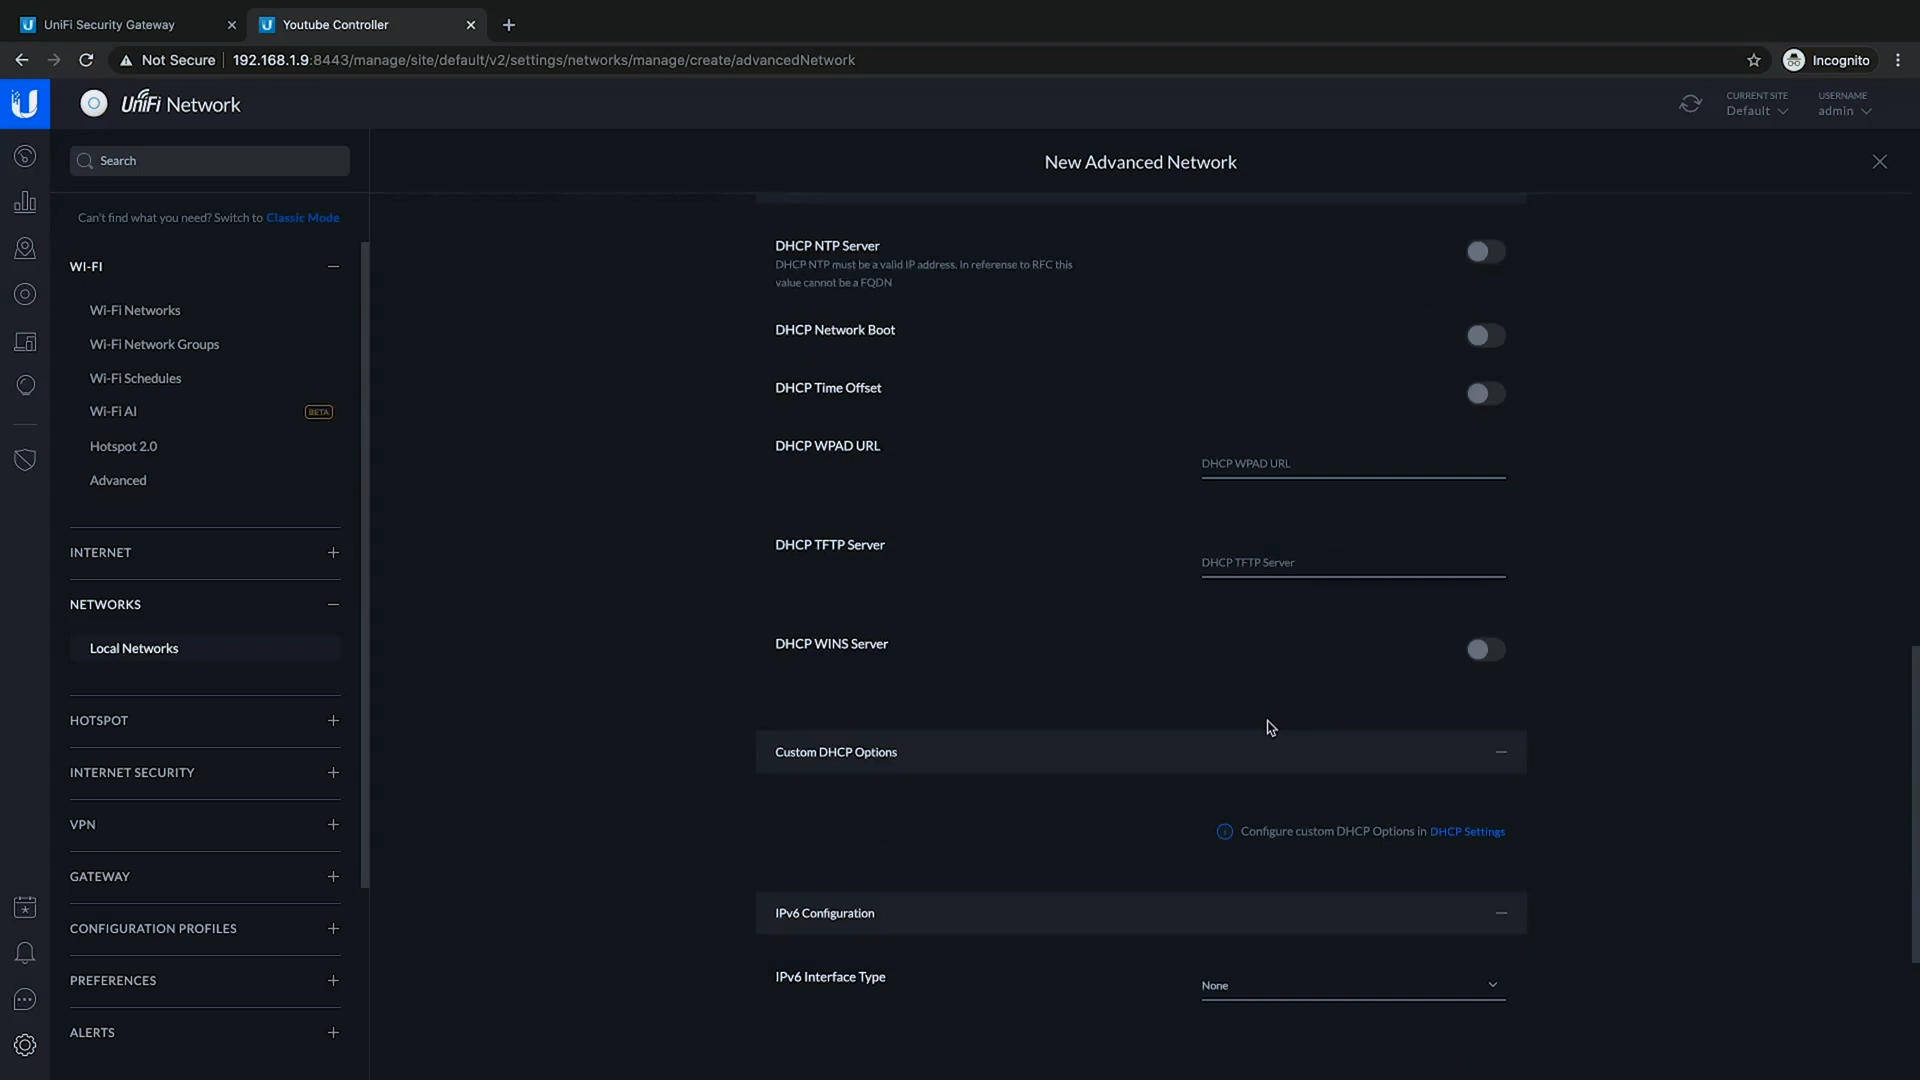 UniFi Security Gateway
Youtube Controller
Not Secure 192.168.1.9:8443/manage/site/default/v2/settings/networks/manage/create/advancedNetwork
Incognito
UniFi Network
CURRENT SITE
Default
USERNAME
admin
Search
New Advanced Network
Can't find what you need? Switch to Classic Mode
WI-FI
Wi-Fi Networks
Wi-Fi Network Groups
Wi-Fi Schedules
Wi-Fi AI
BETA
Hotspot 2.0
Advanced
INTERNET
NETWORKS
Local Networks
HOTSPOT
INTERNET SECURITY
VPN
GATEWAY
CONFIGURATION PROFILES
PREFERENCES
ALERTS
DHCP NTP Server
DHCP NTP must be a valid IP address. In referense to RFC this
value cannot be a FQDN
DHCP Network Boot
DHCP Time Offset
DHCP WPAD URL
DHCP WPAD URL
DHCP TFTP Server
DHCP TFTP Server
DHCP WINS Server
Custom DHCP Options
Configure custom DHCP Options in DHCP Settings
IPv6 Configuration
IPv6 Interface Type
None